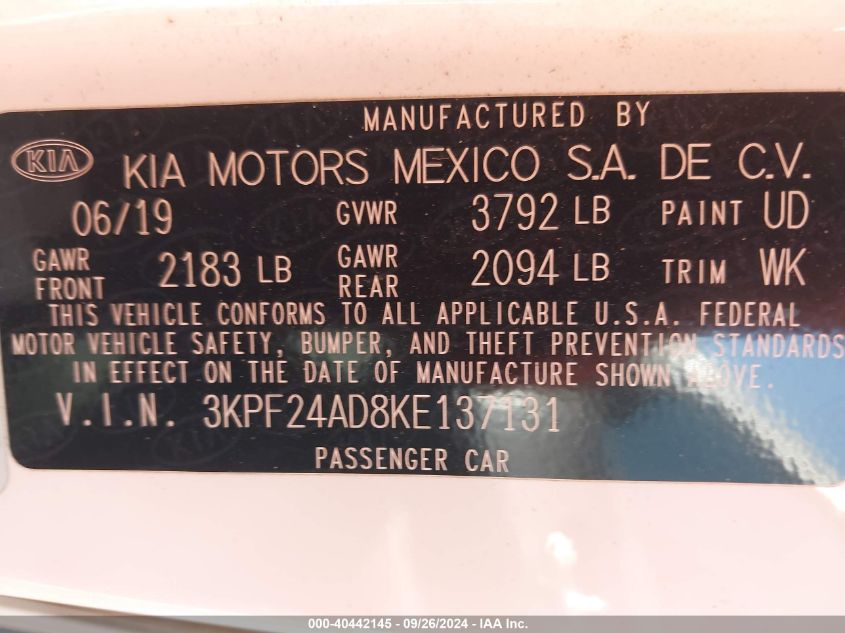 MANUFACTURED BY
KIA KIA MOTORS MEXICO S.A. DE C.V.
06/19 GVWR 3792 LB PAINT UD
GAWR FRONT 2183 LB GAWR REAR 2094 LB TRIM WK
THIS VEHICLE CONFORMS TO ALL APPLICABLE U.S.A. FEDERAL
MOTOR VEHICLE SAFETY, BUMPER, AND THEFT PREVENTION STANDARDS
IN EFFECT ON THE DATE OF MANUFACTURE SHOWN ABOVE.
V.I.N. 3KPF24AD8KE137131
PASSENGER CAR
000-40442145 - 09/26/2024 - IAA Inc.